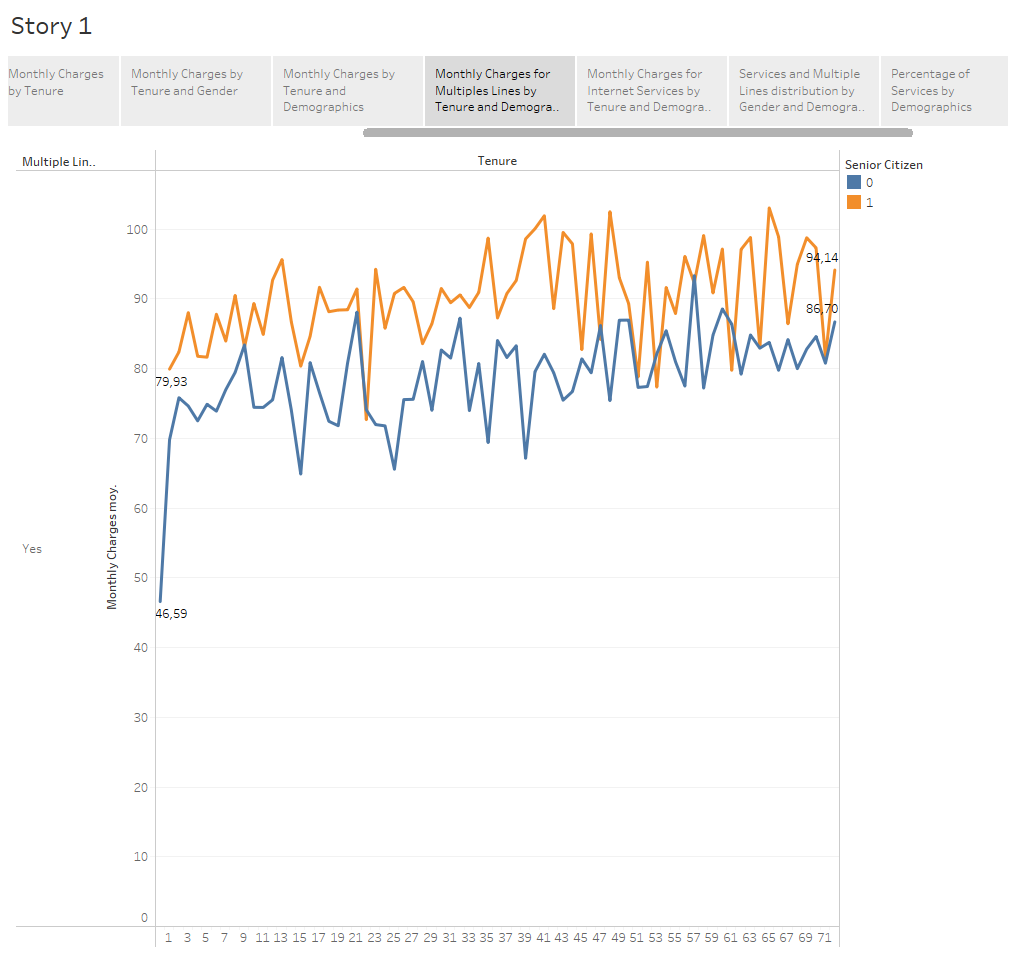 Story 1
Monthly Charges
by Tenure
Monthly Charges by
Tenure and Gender
Monthly Charges by
Tenure and
Demographics
Monthly Charges for
Multiples Lines by
Tenure and Demogra..
Monthly Charges for
Internet Services by
Tenure and Demogra..
Services and Multiple
Lines distribution by
Gender and Demogra..
Percentage of
Services by
Demographics
Multiple Lin..
Tenure
Senior Citizen
0
1
Yes
Monthly Charges moy.
100
90
80
70
60
50
40
30
20
10
0
79,93
46,59
94,14
86,70
1 3 5 7 9 11 13 15 17 19 21 23 25 27 29 31 33 35 37 39 41 43 45 47 49 51 53 55 57 59 61 63 65 67 69 71